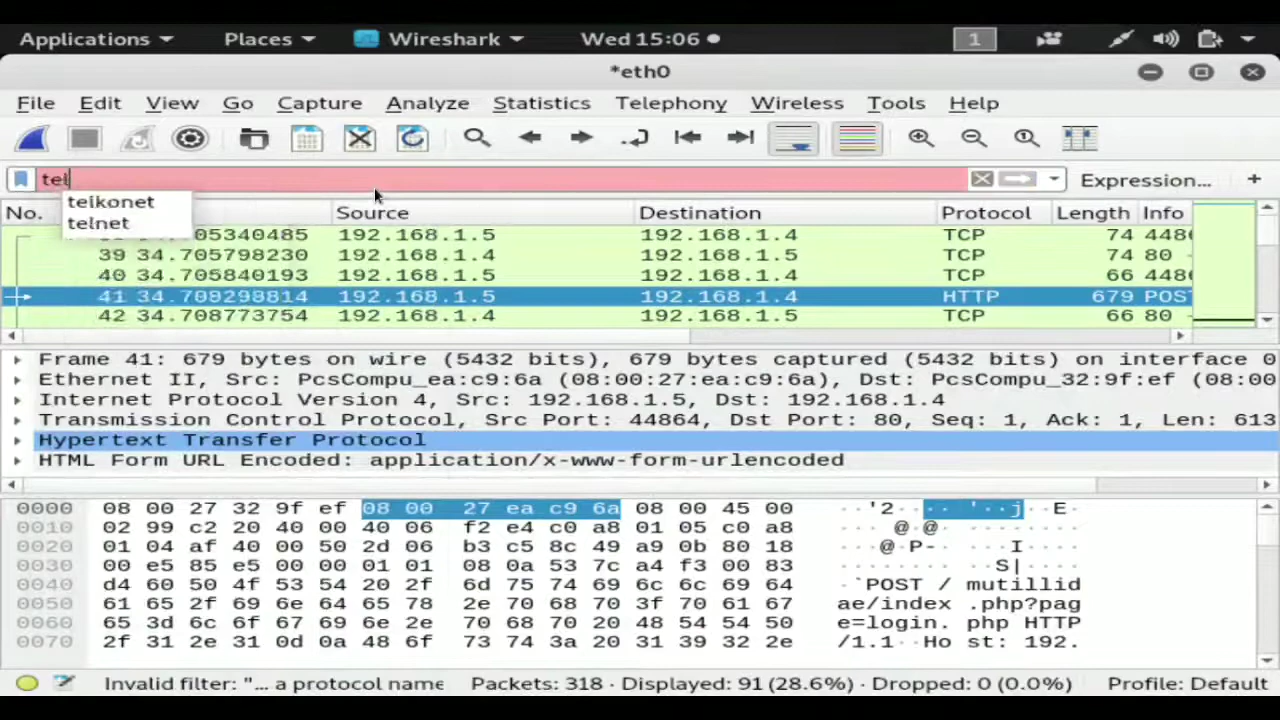 Applications Places Wireshark Wed 15:06 1
*eth0
File Edit View Go Capture Analyze Statistics Telephony Wireless Tools Help
tel Expression... +
telkonet
telnet
No. Source Destination Protocol Length Info
705340485 192.168.1.5 192.168.1.4 TCP 74
39 34.705798230 192.168.1.4 192.168.1.5 TCP 74 80
40 34.705840193 192.168.1.5 192.168.1.4 TCP 66
41 34.709298814 192.168.1.5 192.168.1.4 HTTP 679 POST
42 34.708773754 192.168.1.4 192.168.1.5 TCP 66 80
Frame 41: 679 bytes on wire (5432 bits), 679 bytes captured (5432 bits) on interface 0
Ethernet II, Src: PcsCompu_ea:c9:6a (08:00:27:ea:c9:6a), Dst: PcsCompu_32:9f:ef (08:00
Internet Protocol Version 4, Src: 192.168.1.5, Dst: 192.168.1.4
Transmission Control Protocol, Src Port: 44864, Dst Port: 80, Seq: 1, Ack: 1, Len: 613
Hypertext Transfer Protocol
HTML Form URL Encoded: application/x-www-form-urlencoded
0000 08 00 27 32 9f ef 08 00 27 ea c9 6a 08 00 45 00 ··'2 ·· ·· '··j ··E·
0010 02 99 c2 20 40 00 40 06 f2 e4 c0 a8 01 05 c0 a8 ··· @·@· ········
0020 01 04 af 40 00 50 2d 06 b3 c5 8c 49 a9 0b 80 18 ···@·P-· ···I····
0030 00 e5 85 e5 00 00 01 01 08 0a 53 7c a4 f3 00 83 ········ ··S|····
0040 d4 60 50 4f 53 54 20 2f 6d 75 74 69 6c 6c 69 64 ·`POST / mutillid
0050 61 65 2f 69 6e 64 65 78 2e 70 68 70 3f 70 61 67 ae/index .php?pag
0060 65 3d 6c 6f 67 69 6e 2e 70 68 70 20 48 54 54 50 e=login. php HTTP
0070 2f 31 2e 31 0d 0a 48 6f 73 74 3a 20 31 39 32 2e /1.1··Ho st: 192.
Invalid filter: "... a protocol name Packets: 318 · Displayed: 91 (28.6%) · Dropped: 0 (0.0%) Profile: Default